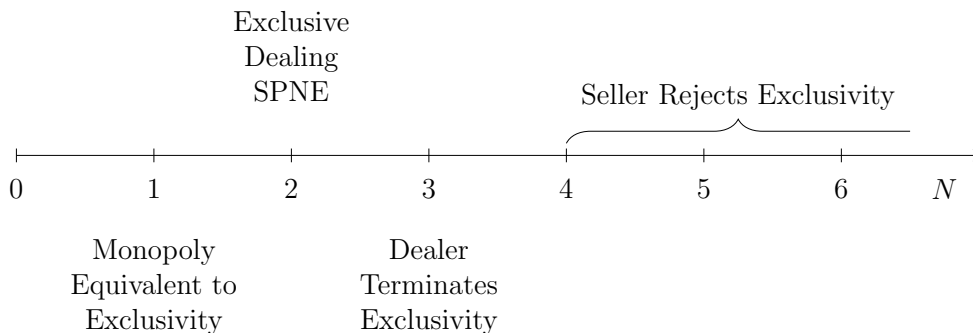 Exclusive
Dealing
SPNE
Seller Rejects Exclusivity
0 1 2 3 4 5 6 N
Monopoly
Equivalent to
Exclusivity
Dealer
Terminates
Exclusivity